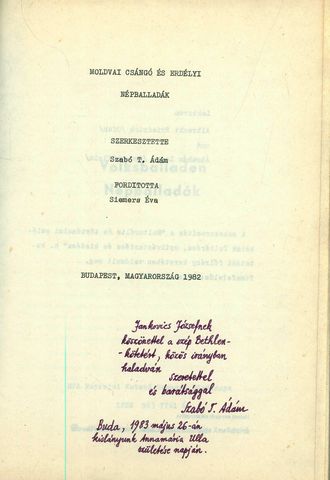 MOLDVAI CSÁNGÓ ÉS ERDÉLYI
NÉPBALLADÁK
SZERKESZTETTE
Szabó T. Ádám
FORDITOTTA
Siemers Éva
BUDAPEST, MAGYARORSZÁG 1982
Jankovics Józsefnek
köszönettel a szép Bethlen-
-kötetért, közös irányban
haladván
szeretettel
és barátsággal
Szabó T. Ádám
Buda, 1983 május 26-án
kislányunk Annamária Ulla
születése napján.